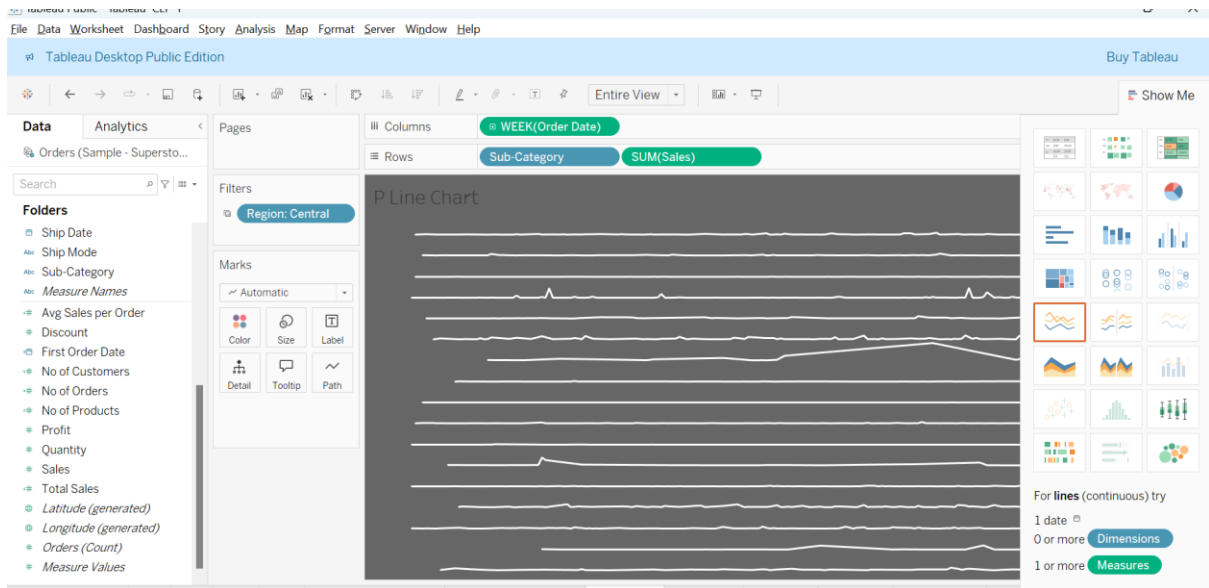 File Data Worksheet Dashboard Story Analysis Map Format Server Window Help
Tableau Desktop Public Edition
Buy Tableau
Entire View
Show Me
Data
Analytics
Orders (Sample - Supersto...
Search
Folders
Ship Date
Abc Ship Mode
Abc Sub-Category
Abc Measure Names
Avg Sales per Order
Discount
First Order Date
No of Customers
No of Orders
No of Products
Profit
Quantity
Sales
Total Sales
Latitude (generated)
Longitude (generated)
Orders (Count)
Measure Values
Pages
Filters
Region: Central
Marks
Automatic
Color Size Label
Detail Tooltip Path
Columns WEEK(Order Date)
Rows Sub-Category SUM(Sales)
P Line Chart
For lines (continuous) try
1 date
0 or more Dimensions
1 or more Measures